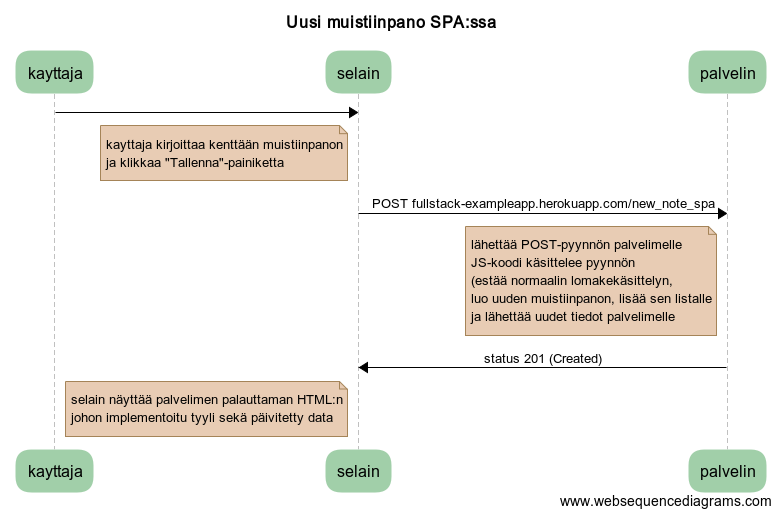 Uusi muistiinpano SPA:ssa
kayttaja
selain
palvelin
kayttaja kirjoittaa kenttään muistiinpanon
ja klikkaa "Tallenna"-painiketta
POST fullstack-exampleapp.herokuapp.com/new_note_spa
lähettää POST-pyynnön palvelimelle
JS-koodi käsittelee pyynnön
(estää normaalin lomakekäsittelyn,
luo uuden muistiinpanon, lisää sen listalle
ja lähettää uudet tiedot palvelimelle
status 201 (Created)
selain näyttää palvelimen palauttaman HTML:n
johon implementoitu tyyli sekä päivitetty data
kayttaja
selain
palvelin
www.websequencediagrams.com